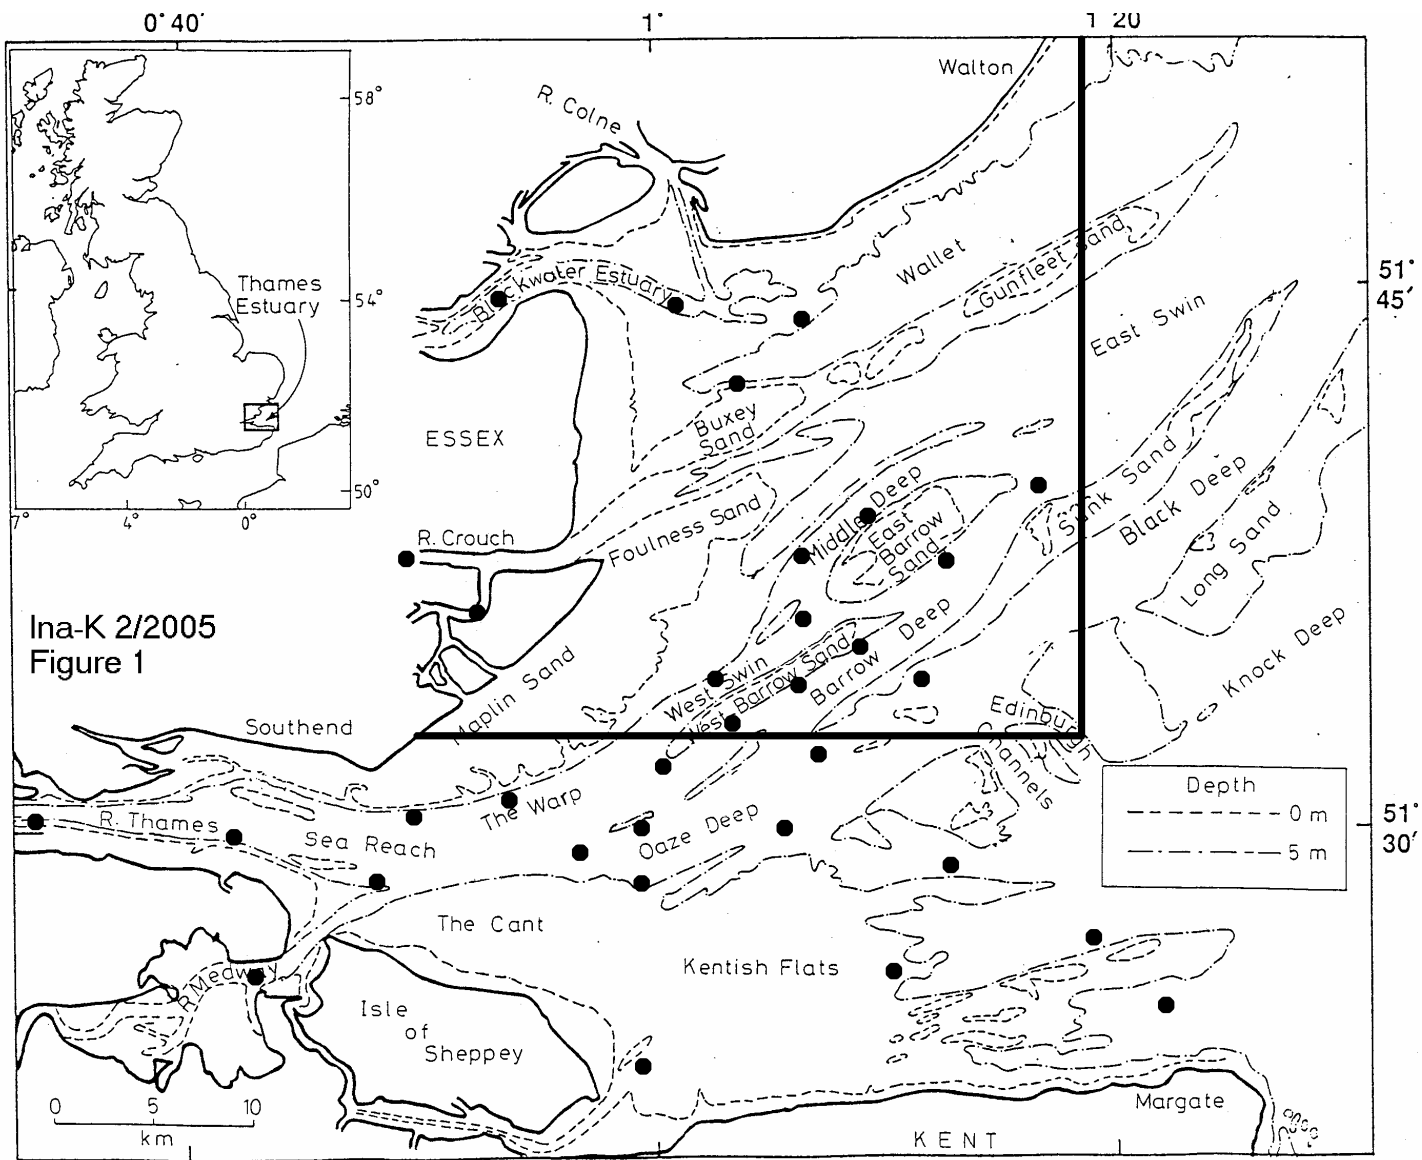 0° 40'
1°
1° 20
Walton
R. Colne
58°
Thames
Estuary
54°
Blackwater Estuary
Wallet
Gunfleet Sand
51°
45'
East Swin
ESSEX
Buxey
Sand
50°
7°
4°
0°
R. Crouch
Foulness Sand
Middle Deep
East
Barrow
Sand
Sunk Sand
Black Deep
Long Sand
Knock Deep
Ina-K 2/2005
Figure 1
Maplin Sand
West Swin
West Barrow Sand
Barrow Deep
Southend
Edinburgh
Channels
The Warp
R. Thames
Sea Reach
Oaze Deep
Depth
0 m
5 m
51°
30'
The Cant
R. Medway
Kentish Flats
Isle
of
Sheppey
0 5 10
km
Margate
KENT